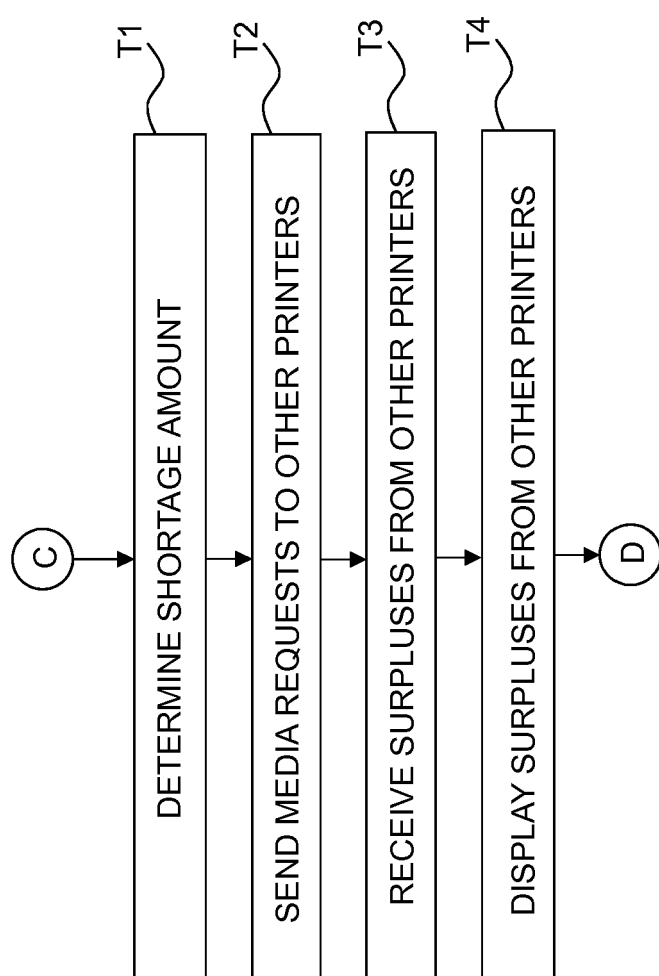 C
DETERMINE SHORTAGE AMOUNT
T1
SEND MEDIA REQUESTS TO OTHER PRINTERS
T2
RECEIVE SURPLUSES FROM OTHER PRINTERS
T3
DISPLAY SURPLUSES FROM OTHER PRINTERS
T4
D